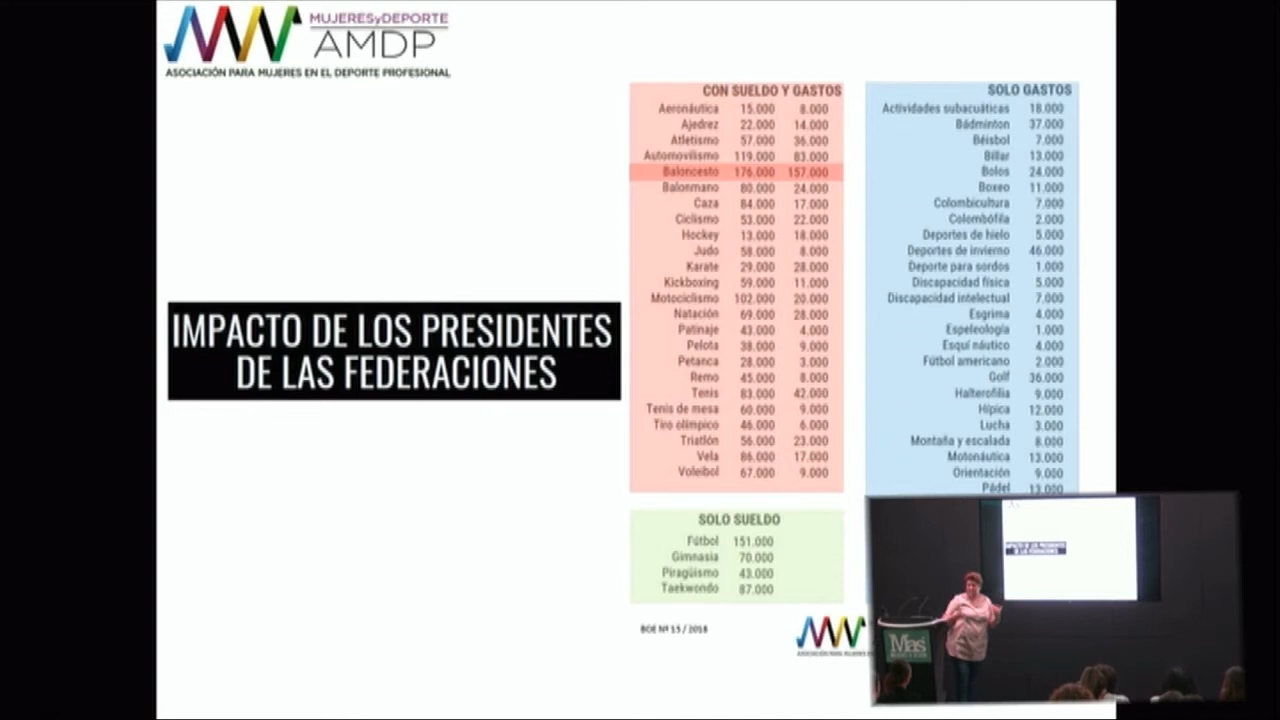 MUJERESyDEPORTE
AMDP
ASOCIACIÓN PARA MUJERES EN EL DEPORTE PROFESIONAL
IMPACTO DE LOS PRESIDENTES
DE LAS FEDERACIONES
CON SUELDO Y GASTOS
Aeronáutica 15.000 8.000
Ajedrez 22.000 14.000
Atletismo 57.000 36.000
Automovilismo 119.000 83.000
Baloncesto 176.000 157.000
Balonmano 80.000 24.000
Caza 84.000 17.000
Ciclismo 53.000 22.000
Hockey 13.000 18.000
Judo 58.000 8.000
Karate 29.000 28.000
Kickboxing 59.000 11.000
Motociclismo 102.000 20.000
Natación 69.000 28.000
Patinaje 43.000 4.000
Pelota 38.000 9.000
Petanca 28.000 3.000
Remo 45.000 8.000
Tenis 83.000 42.000
Tenis de mesa 60.000 9.000
Tiro olímpico 46.000 6.000
Triatlón 56.000 23.000
Vela 86.000 17.000
Voleibol 67.000 9.000
SOLO GASTOS
Actividades subacuáticas 18.000
Bádminton 37.000
Béisbol 7.000
Billar 13.000
Bolos 24.000
Boxeo 11.000
Colombicultura 7.000
Colombófila 2.000
Deportes de hielo 5.000
Deportes de invierno 46.000
Deporte para sordos 1.000
Discapacidad física 5.000
Discapacidad intelectual 7.000
Esgrima 4.000
Espeleología 1.000
Esquí náutico 4.000
Fútbol americano 2.000
Golf 36.000
Halterofilia 9.000
Hípica 12.000
Lucha 3.000
Montaña y escalada 8.000
Motonáutica 13.000
Orientación 9.000
Pádel 13.000
SOLO SUELDO
Fútbol 151.000
Gimnasia 70.000
Piragüismo 43.000
Taekwondo 87.000
BOE Nº 15 / 2018
ASOCIACIÓN PARA MUJERES
IMPACTO DE LOS PRESIDENTES
DE LAS FEDERACIONES
Mas